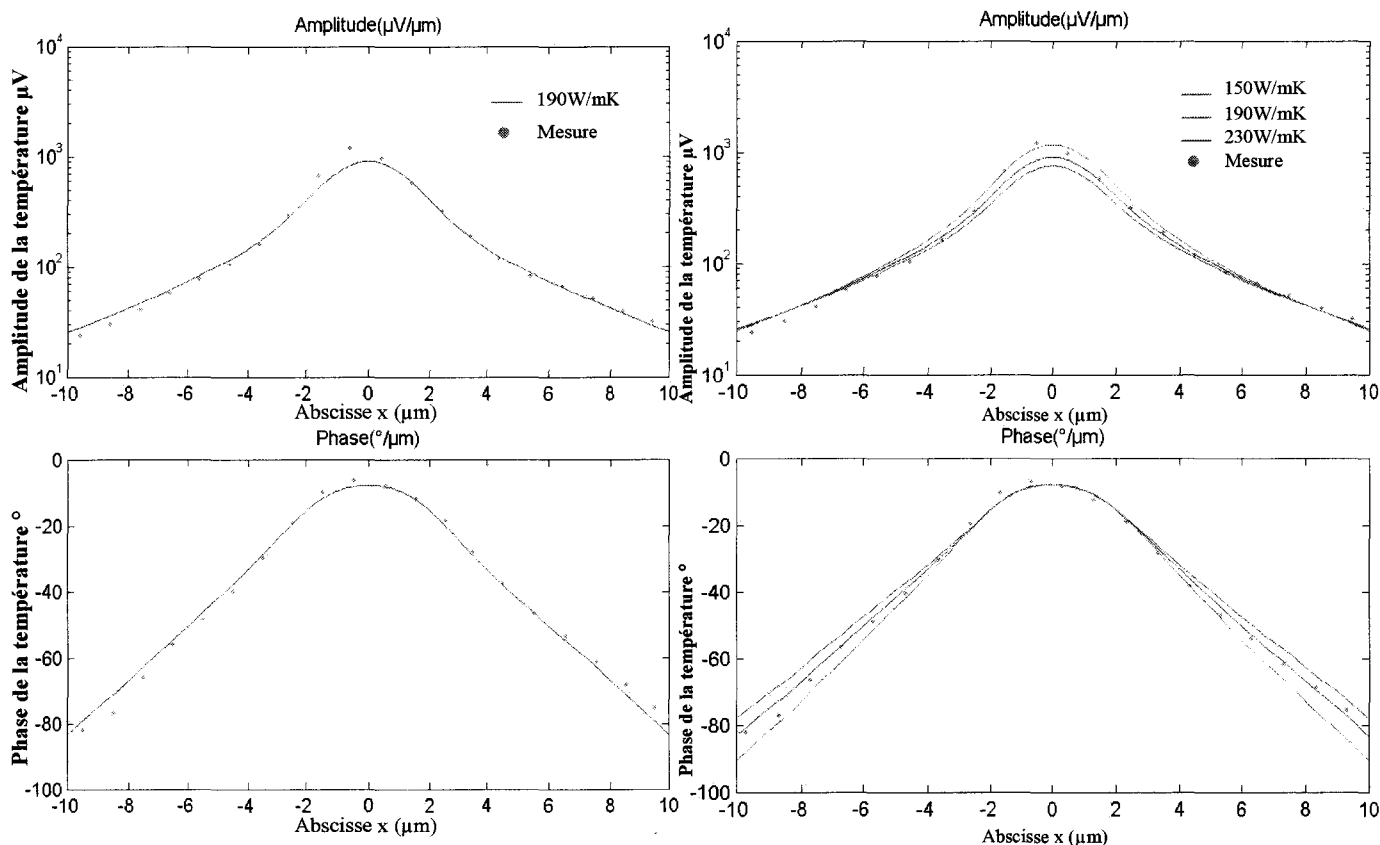 Amplitude(µV/µm)
Amplitude de la température µV
10⁴
10³
10²
10¹
190W/mK
Mesure
-10 -8 -6 -4 -2 0 2 4 6 8 10
Abscisse x (µm)
Amplitude(µV/µm)
Amplitude de la température µV
10⁴
10³
10²
10¹
150W/mK
190W/mK
230W/mK
Mesure
-10 -8 -6 -4 -2 0 2 4 6 8 10
Abscisse x (µm)
Phase(°/µm)
Phase de la température °
0
-20
-40
-60
-80
-100
-10 -8 -6 -4 -2 0 2 4 6 8 10
Abscisse x (µm)
Phase(°/µm)
Phase de la température °
0
-20
-40
-60
-80
-100
-10 -8 -6 -4 -2 0 2 4 6 8 10
Abscisse x (µm)